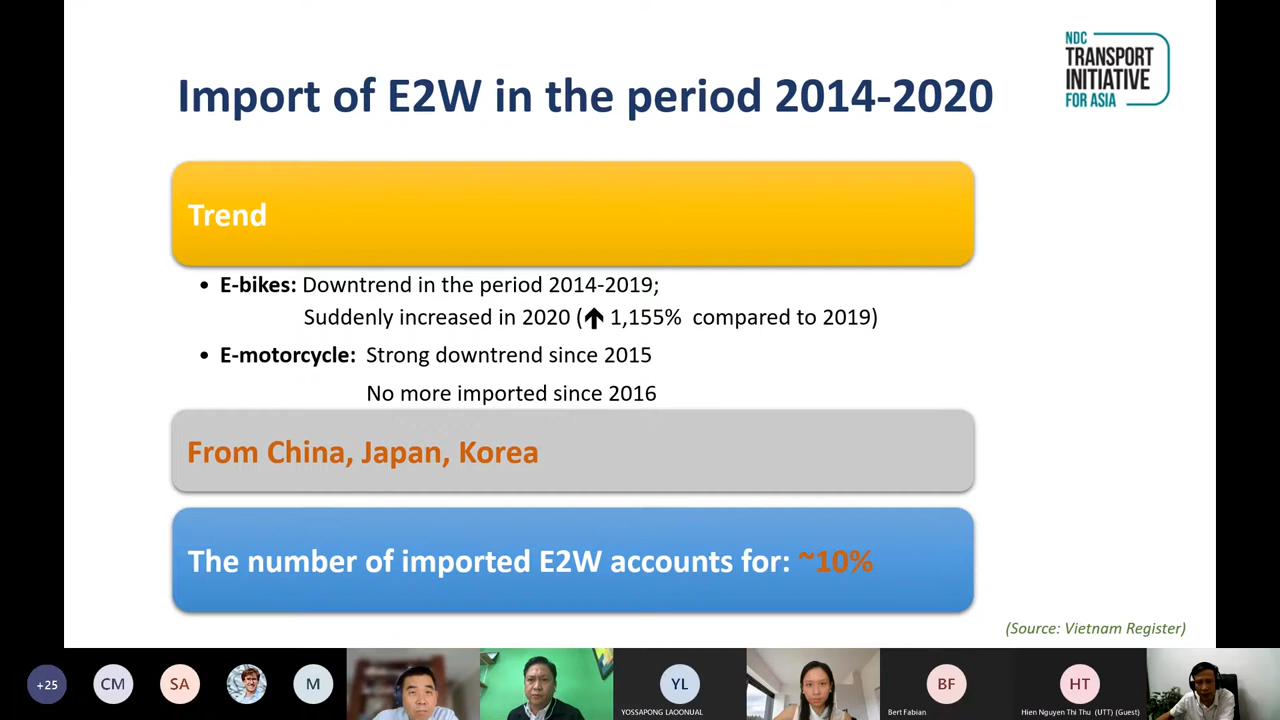 Import of E2W in the period 2014-2020
NDC
TRANSPORT
INITIATIVE
FOR ASIA
Trend
• E-bikes: Downtrend in the period 2014-2019;
Suddenly increased in 2020 (🡹 1,155% compared to 2019)
• E-motorcycle: Strong downtrend since 2015
No more imported since 2016
From China, Japan, Korea
The number of imported E2W accounts for: ~10%
(Source: Vietnam Register)
+25
CM
SA
M
YL
YOSSAPONG LAOONUAL
BF
Bert Fabian
HT
Hien Nguyen Thi Thu (UTT) (Guest)